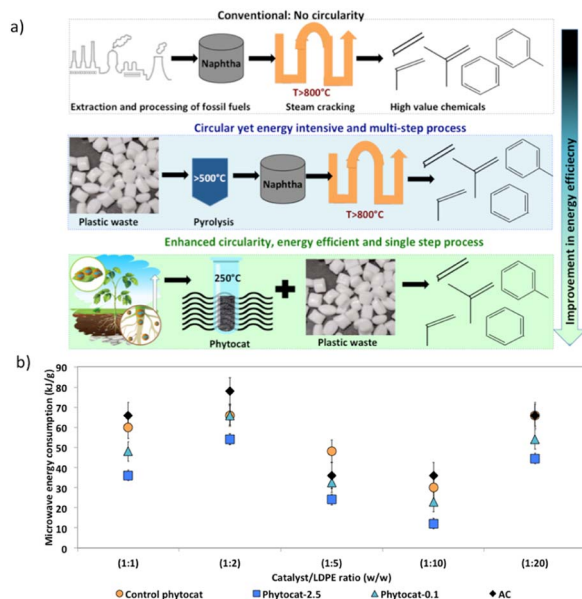 a)
Conventional: No circularity
Naphtha
T>800°C
Extraction and processing of fossil fuels
Steam cracking
High value chemicals
Circular yet energy intensive and multi-step process
>500°C
Naphtha
T>800°C
Plastic waste
Pyrolysis
Enhanced circularity, energy efficient and single step process
250°C
Phytocat
Plastic waste
Improvement in energy efficiecny
b)
Microwave energy consumption (kJ/g)
90
80
70
60
50
40
30
20
10
0
(1:1) (1:2) (1:5) (1:10) (1:20)
Catalyst/LDPE ratio (w/w)
Control phytocat Phytocat-2.5 Phytocat-0.1 AC